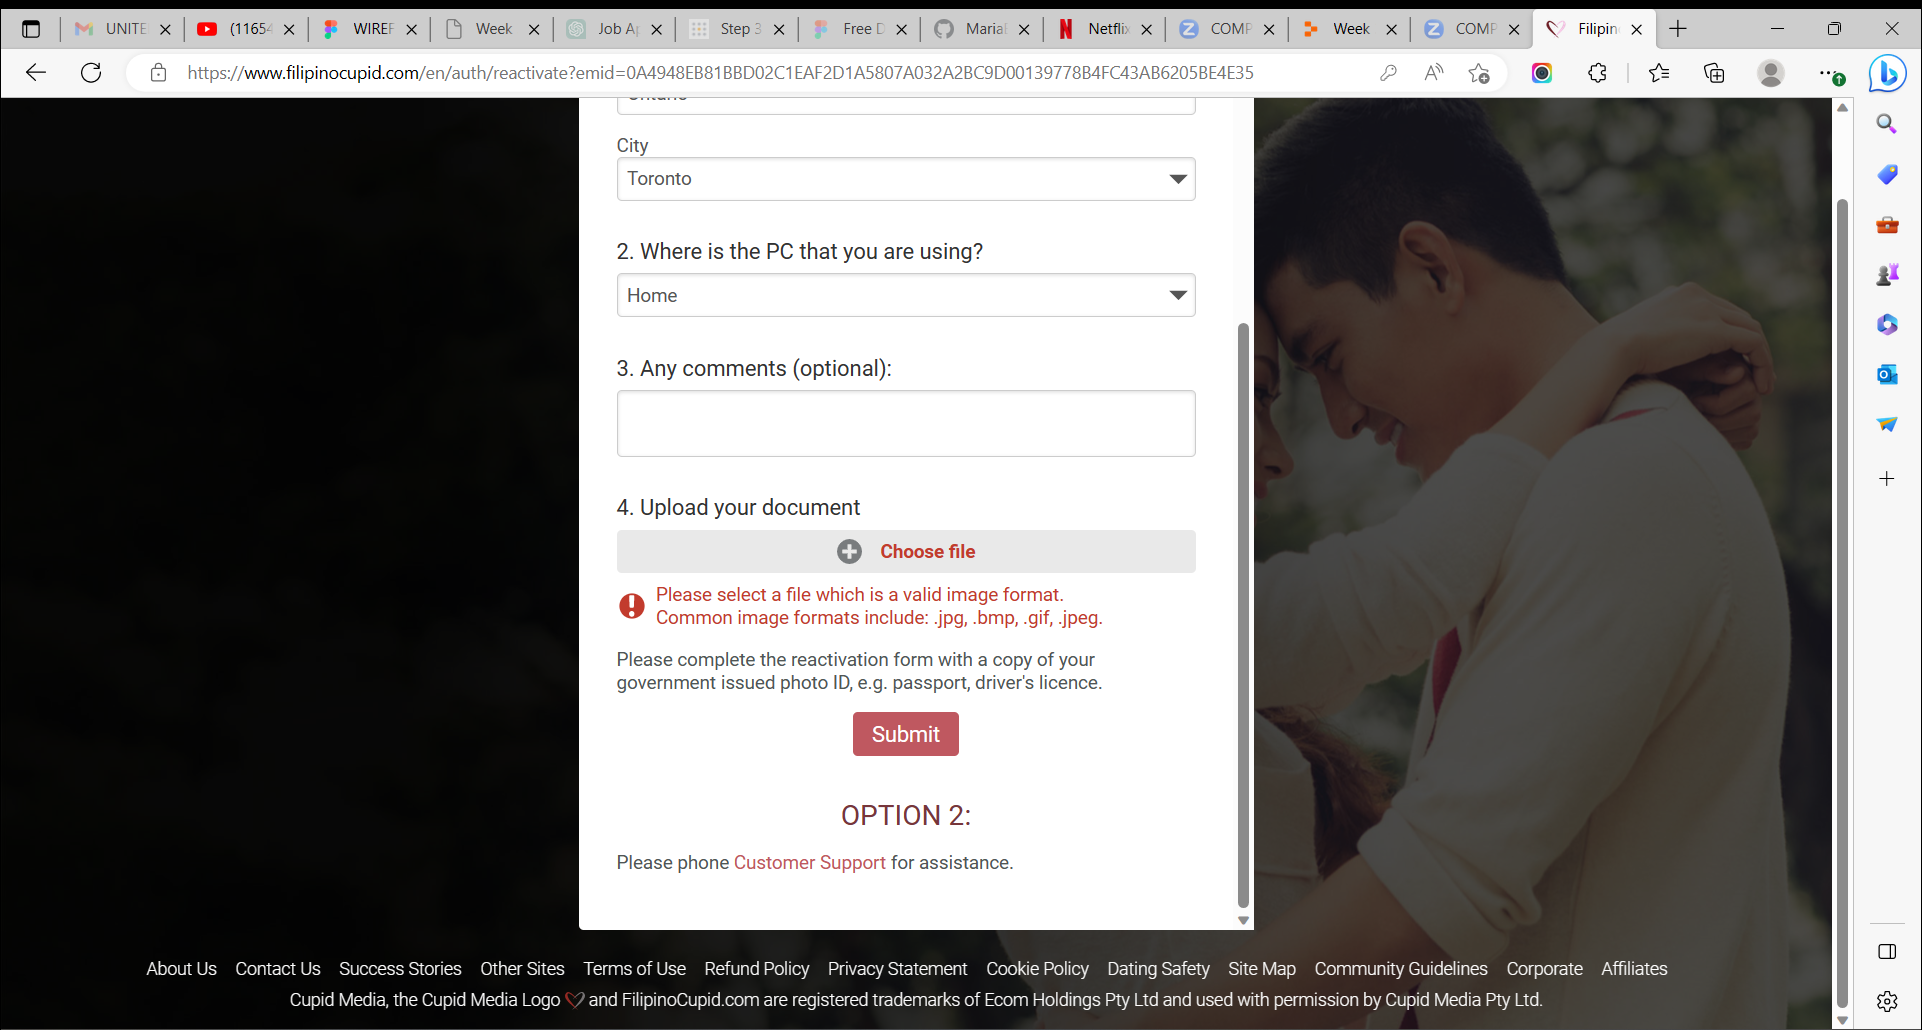 UNITE
(11654
WIREF
Week
Job Ap
Step 3
Free D
Maria
Netflix
COMP
Week
COMP
Filipin
https://www.filipinocupid.com/en/auth/reactivate?emid=0A4948EB81BBD02C1EAF2D1A5807A032A2BC9D00139778B4FC43AB6205BE4E35
City
Toronto
2. Where is the PC that you are using?
Home
3. Any comments (optional):
4. Upload your document
Choose file
Please select a file which is a valid image format.
Common image formats include: .jpg, .bmp, .gif, .jpeg.
Please complete the reactivation form with a copy of your
government issued photo ID, e.g. passport, driver's licence.
Submit
OPTION 2:
Please phone Customer Support for assistance.
About Us Contact Us Success Stories Other Sites Terms of Use Refund Policy Privacy Statement Cookie Policy Dating Safety Site Map Community Guidelines Corporate Affiliates
Cupid Media, the Cupid Media Logo and FilipinoCupid.com are registered trademarks of Ecom Holdings Pty Ltd and used with permission by Cupid Media Pty Ltd.